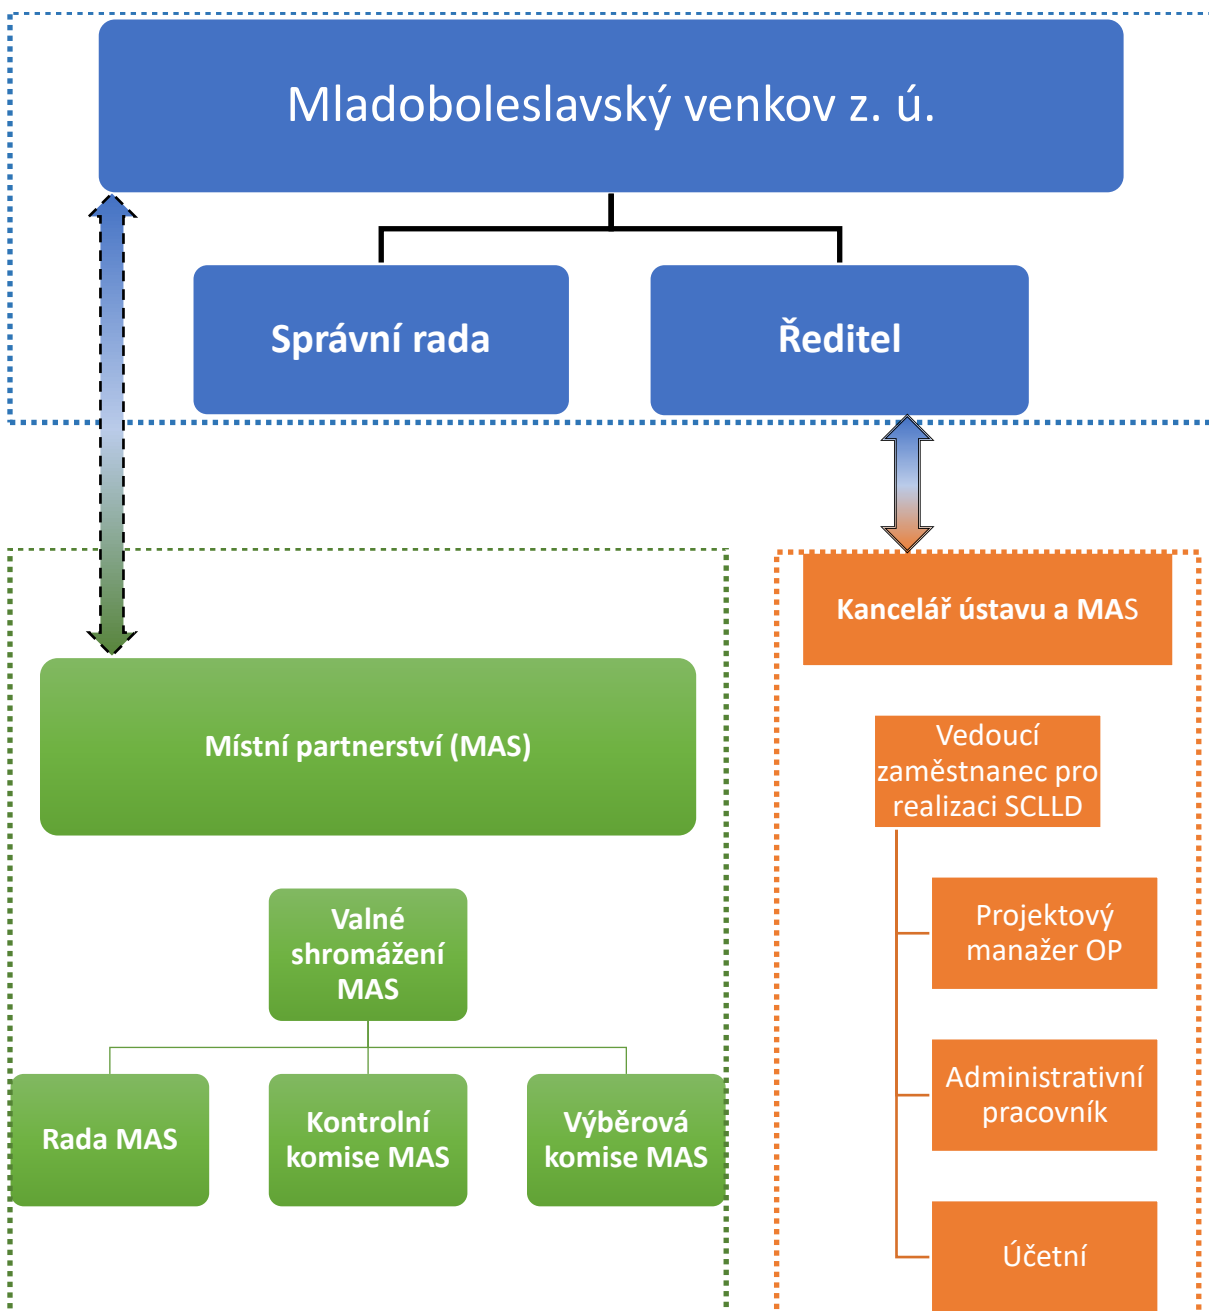 Mladoboleslavský venkov z. ú.
Správní rada
Ředitel
Kancelář ústavu a MAS
Místní partnerství (MAS)
Vedoucí
zaměstnanec pro
realizaci SCLLD
Valné
shromážení
MAS
Projektový
manažer OP
Administrativní
pracovník
Rada MAS
Kontrolní
komise MAS
Výběrová
komise MAS
Účetní